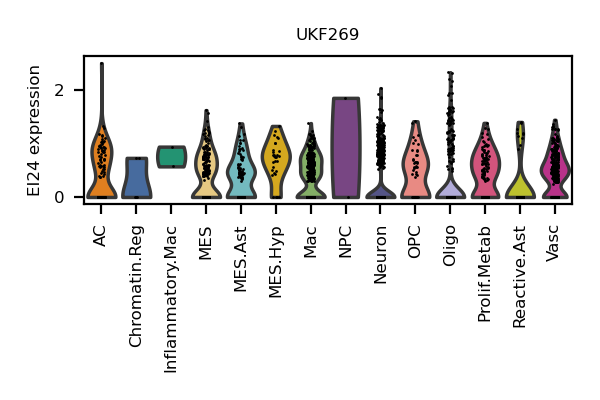 UKF269
EI24 expression
2
0
AC
Chromatin.Reg
Inflammatory.Mac
MES
MES.Ast
MES.Hyp
Mac
NPC
Neuron
OPC
Oligo
Prolif.Metab
Reactive.Ast
Vasc